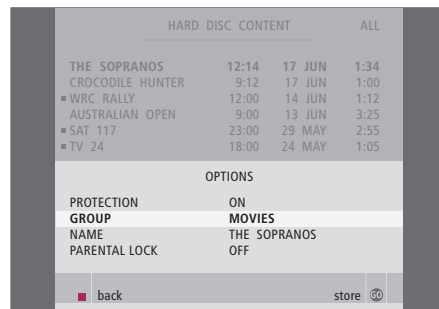 HARD DISC CONTENT ALL
THE SOPRANOS 12:14 17 JUN 1:34
CROCODILE HUNTER 9:12 17 JUN 1:00
WRC RALLY 12:00 14 JUN 1:12
AUSTRALIAN OPEN 9:00 13 JUN 3:25
SAT 117 23:00 29 MAY 2:55
TV 24 18:00 24 MAY 1:05
OPTIONS
PROTECTION ON
GROUP MOVIES
NAME THE SOPRANOS
PARENTAL LOCK OFF
back store GO